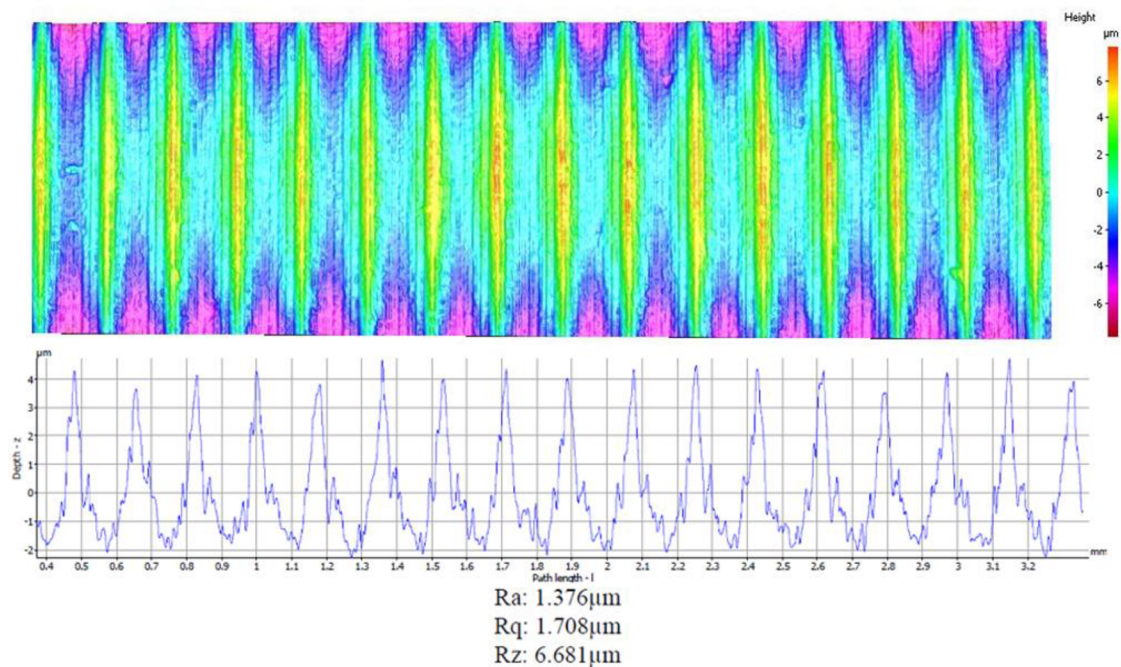 Height
µm
6
4
2
0
-2
-4
-6
µm
4
3
2
1
0
-1
-2
Depth - z
0.4 0.5 0.6 0.7 0.8 0.9 1 1.1 1.2 1.3 1.4 1.5 1.6 1.7 1.8 1.9 2 2.1 2.2 2.3 2.4 2.5 2.6 2.7 2.8 2.9 3 3.1 3.2
mm
Path length - l
Ra: 1.376µm
Rq: 1.708µm
Rz: 6.681µm